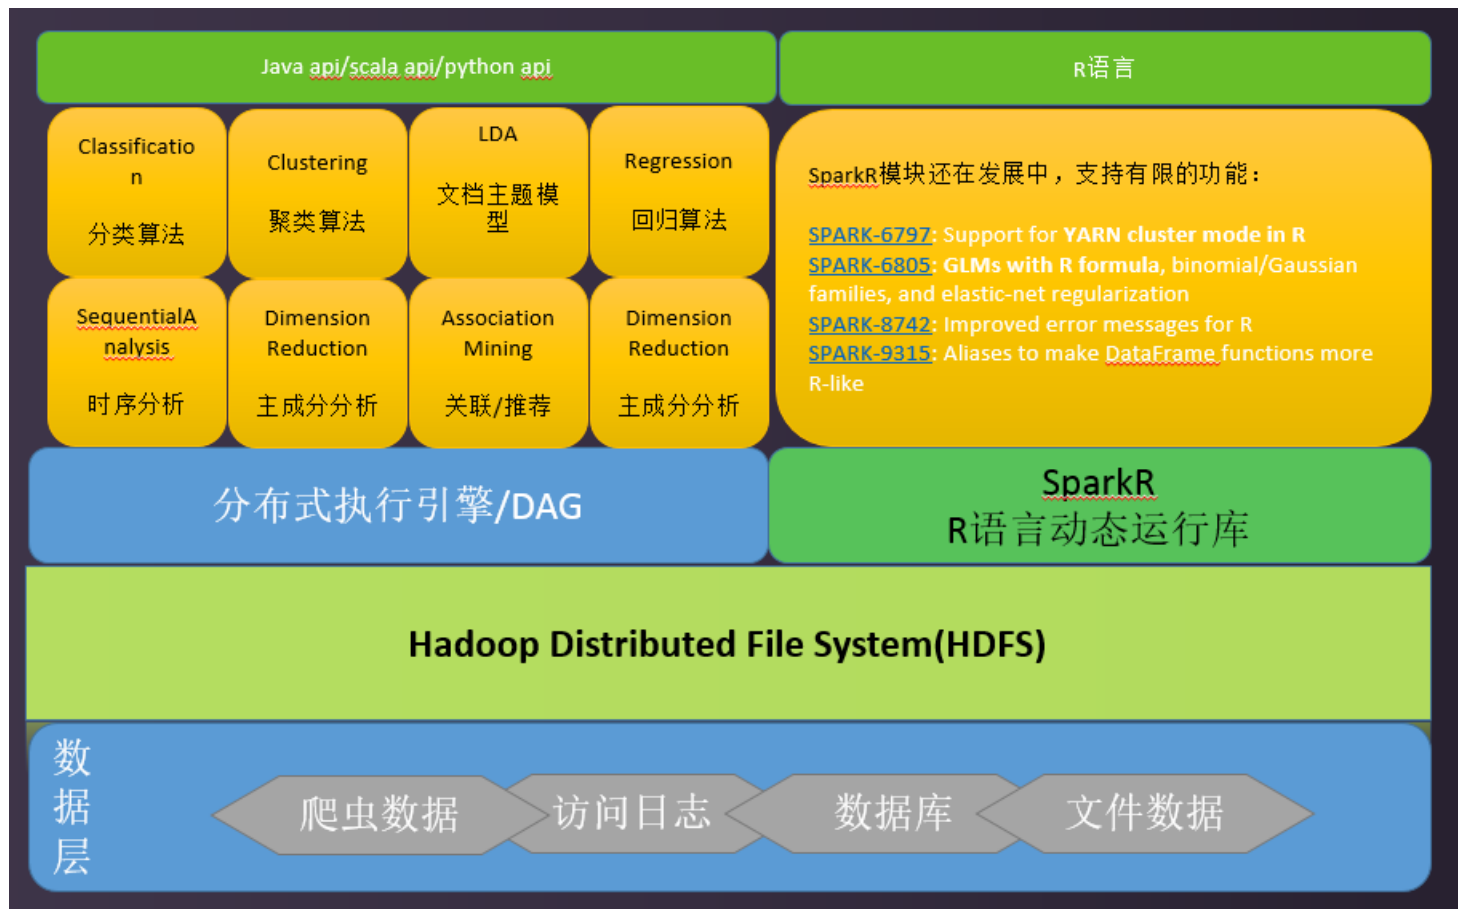 Java api/scala api/python api
R语言
Classificatio
n
分类算法
Clustering
聚类算法
LDA
文档主题模
型
Regression
回归算法
SequentialA
nalysis
时序分析
Dimension
Reduction
主成分分析
Association
Mining
关联/推荐
Dimension
Reduction
主成分分析
SparkR模块还在发展中，支持有限的功能：
SPARK-6797: Support for YARN cluster mode in R
SPARK-6805: GLMs with R formula, binomial/Gaussian
families, and elastic-net regularization
SPARK-8742: Improved error messages for R
SPARK-9315: Aliases to make DataFrame functions more
R-like
分布式执行引擎/DAG
SparkR
R语言动态运行库
Hadoop Distributed File System(HDFS)
数
据
层
爬虫数据
访问日志
数据库
文件数据